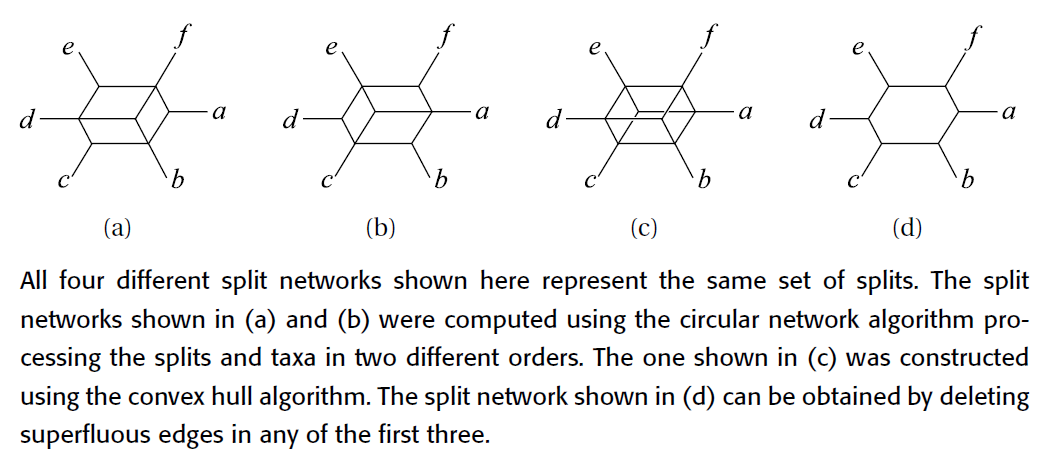 e f e f e f e f
d a d a d a d a
c b c b c b c b
(a) (b) (c) (d)
All four different split networks shown here represent the same set of splits. The split
networks shown in (a) and (b) were computed using the circular network algorithm pro-
cessing the splits and taxa in two different orders. The one shown in (c) was constructed
using the convex hull algorithm. The split network shown in (d) can be obtained by deleting
superfluous edges in any of the first three.